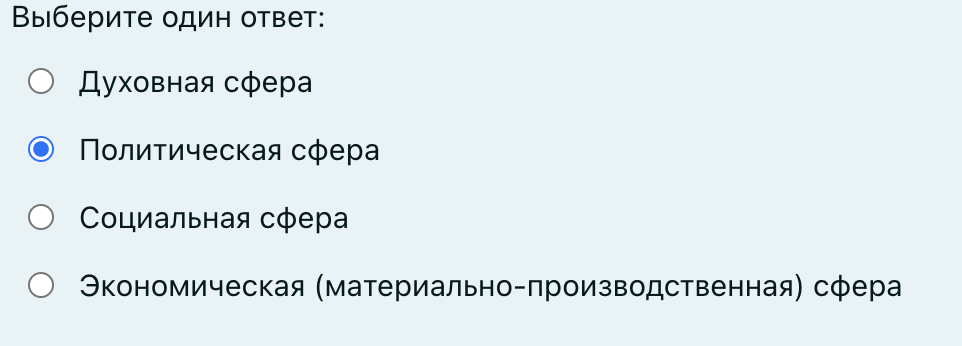 Выберите один ответ:
Духовная сфера
Политическая сфера
Социальная сфера
Экономическая (материально-производственная) сфера